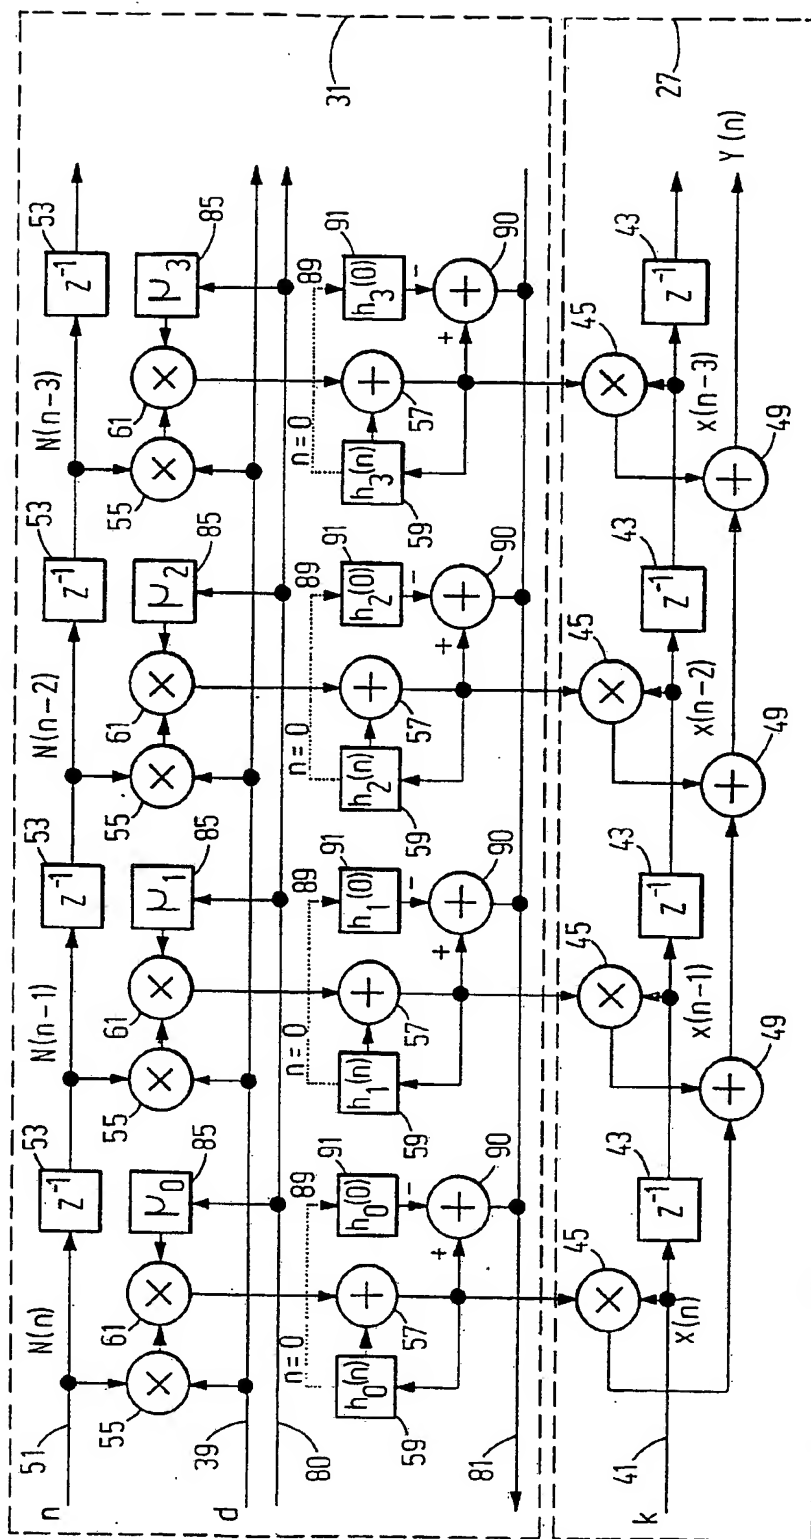 n 51 N(n) 53 N(n-1) 53 N(n-2) 53 N(n-3) 53
z⁻¹ z⁻¹ z⁻¹ z⁻¹
55 61 μ₀ 85 55 61 μ₁ 85 55 61 μ₂ 85 55 61 μ₃ 85
× × × × × × × ×
d 39
80
n=0 89 n=0 89 n=0 89 n=0 89
91 91 91 91
59 h₀(n) h₀(0) 59 h₁(n) h₁(0) 59 h₂(n) h₂(0) 59 h₃(n) h₃(0)
+ 57 + 57 + 57 + 57
+ - + 90 + - + 90 + - + 90 + - + 90
81
31
45 45 45 45
× × × ×
k 41 x(n) 43 x(n-1) 43 x(n-2) 43 x(n-3) 43
z⁻¹ z⁻¹ z⁻¹ z⁻¹
+ 49 + 49 + 49 Y(n)
27